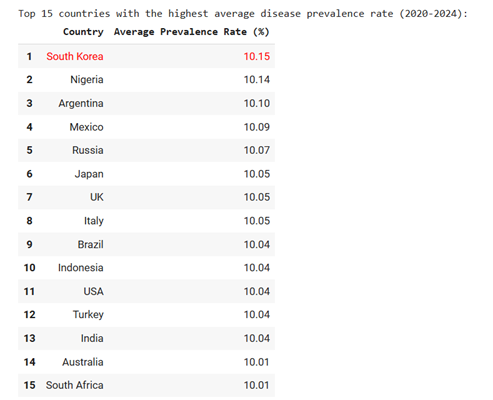 Top 15 countries with the highest average disease prevalence rate (2020-2024):
Country Average Prevalence Rate (%)
1 South Korea 10.15
2 Nigeria 10.14
3 Argentina 10.10
4 Mexico 10.09
5 Russia 10.07
6 Japan 10.05
7 UK 10.05
8 Italy 10.05
9 Brazil 10.04
10 Indonesia 10.04
11 USA 10.04
12 Turkey 10.04
13 India 10.04
14 Australia 10.01
15 South Africa 10.01